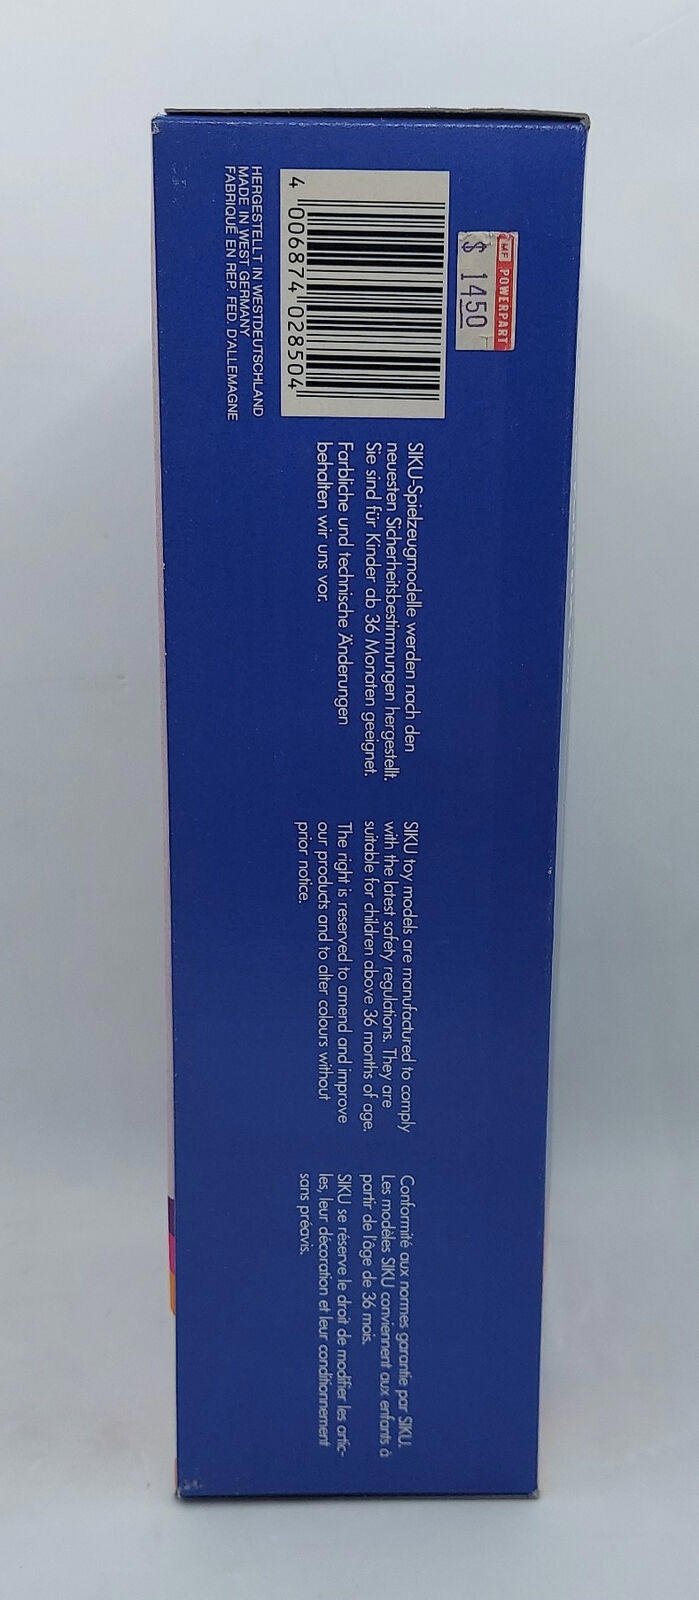 MF POWERPART
$ 14.50
4 006874 028504
HERGESTELLT IN WESTDEUTSCHLAND
MADE IN WEST GERMANY
FABRIQUÉ EN REP. FED. D'ALLEMAGNE
SIKU-Spielzeugmodelle werden nach den
neuesten Sicherheitsbestimmungen hergestellt.
Sie sind für Kinder ab 36 Monaten geeignet.
Farbliche und technische Änderungen
behalten wir uns vor.
SIKU toy models are manufactured to comply
with the latest safety regulations. They are
suitable for children above 36 months of age.
The right is reserved to amend and improve
our products and to alter colours without
prior notice.
Conformité aux normes garantie par SIKU.
Les modèles SIKU conviennent aux enfants à
partir de l'âge de 36 mois.
SIKU se réserve le droit de modifier les artic-
les, leur décoration et leur conditionnement
sans préavis.